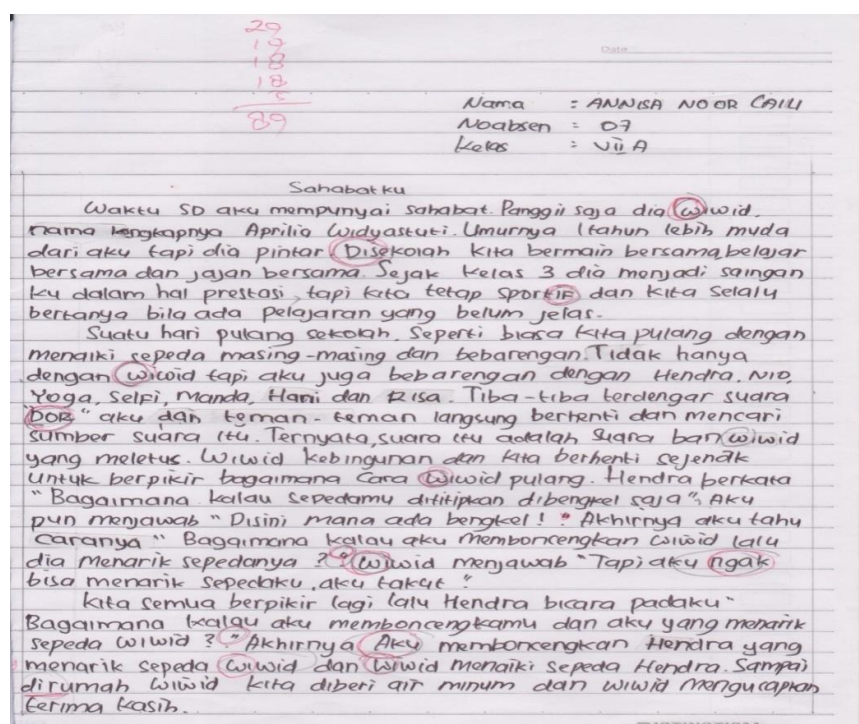 29
19
18
18
5
89
Date
Nama : ANNISA NOOR CAILI
Noabsen : 07
Kelas : VII A
Sahabatku
Waktu SD aku mempunyai sahabat. Panggil saja dia wiwid.
nama lengkapnya Aprilia Widyastuti. Umurnya 1 tahun lebih muda
dari aku tapi dia pintar. Disekolah kita bermain bersama, belajar
bersama dan jajan bersama. Sejak kelas 3 dia menjadi saingan
ku dalam hal prestasi, tapi kita tetap sportif dan kita selalu
bertanya bila ada pelajaran yang belum jelas.
Suatu hari pulang sekolah. Seperti biasa kita pulang dengan
menaiki sepeda masing-masing dan bebarengan. Tidak hanya
dengan wiwid tapi aku juga bebarengan dengan Hendra, Nio,
Yoga, Selpi, Manda, Hani dan Risa. Tiba-tiba terdengar suara
"DOR" aku dan teman-teman langsung berhenti dan mencari
sumber suara itu. Ternyata, suara itu adalah suara ban wiwid
yang meletus. Wiwid kebingunan dan kita berhenti sejenak
untuk berpikir bagaimana cara wiwid pulang. Hendra berkata
"Bagaimana kalau sepedamu dititipkan dibengkel saja", Aku
pun menjawab "Disini mana ada bengkel!" Akhirnya aku tahu
caranya "Bagaimana kalau aku memboncengkan wiwid lalu
dia menarik sepedanya?" wiwid menjawab "Tapi aku ngak
bisa menarik sepedaku, aku takut"
Kita semua berpikir lagi lalu Hendra bicara padaku"
Bagaimana kalau aku memboncengkamu dan aku yang menarik
sepeda wiwid?" Akhirnya Aku memboncengkan Hendra yang
menarik sepeda wiwid dan wiwid menaiki sepeda Hendra. Sampai
dirumah wiwid kita diberi air minum dan wiwid mengucapkan
terima kasih.